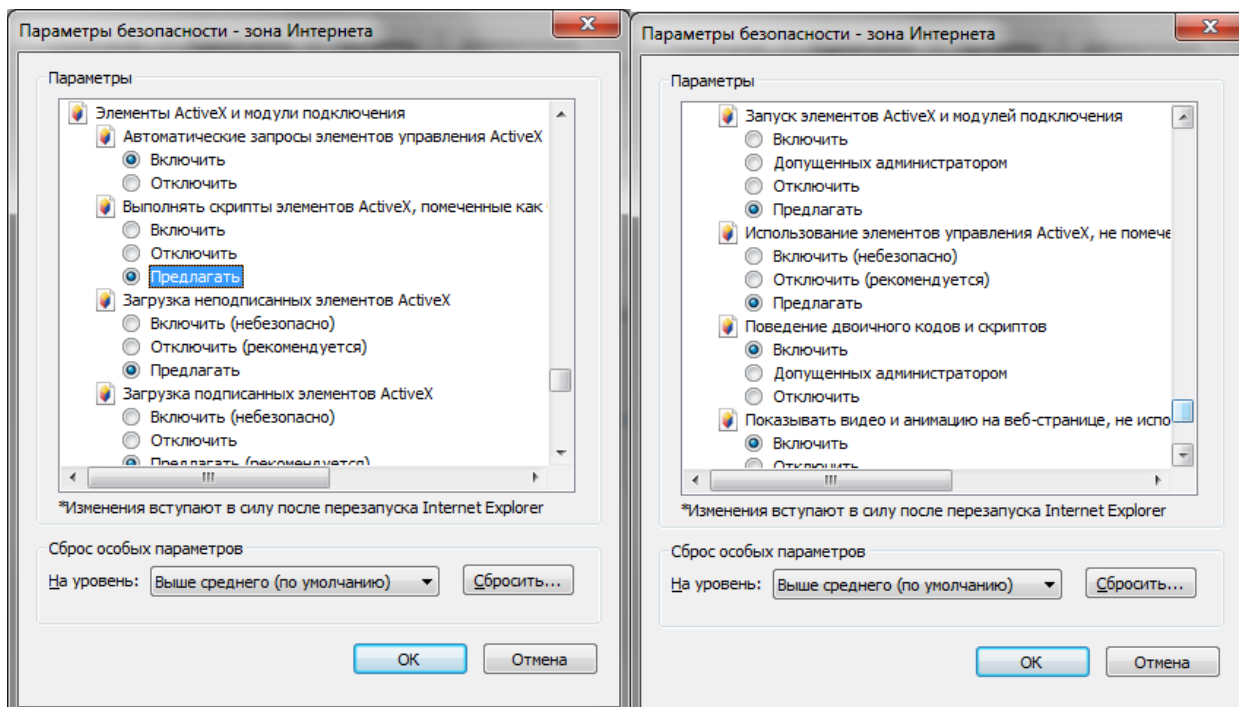 Параметры безопасности - зона Интернета
Параметры
Элементы ActiveX и модули подключения
Автоматические запросы элементов управления ActiveX
Включить
Отключить
Выполнять скрипты элементов ActiveX, помеченные как
Включить
Отключить
Предлагать
Загрузка неподписанных элементов ActiveX
Включить (небезопасно)
Отключить (рекомендуется)
Предлагать
Загрузка подписанных элементов ActiveX
Включить (небезопасно)
Отключить
Предлагать (рекомендуется)
*Изменения вступают в силу после перезапуска Internet Explorer
Сброс особых параметров
На уровень: Выше среднего (по умолчанию) Сбросить...
OK Отмена
Параметры безопасности - зона Интернета
Параметры
Запуск элементов ActiveX и модулей подключения
Включить
Допущенных администратором
Отключить
Предлагать
Использование элементов управления ActiveX, не помече
Включить (небезопасно)
Отключить (рекомендуется)
Предлагать
Поведение двоичного кодов и скриптов
Включить
Допущенных администратором
Отключить
Показывать видео и анимацию на веб-странице, не испо
Включить
Отключить
*Изменения вступают в силу после перезапуска Internet Explorer
Сброс особых параметров
На уровень: Выше среднего (по умолчанию) Сбросить...
OK Отмена